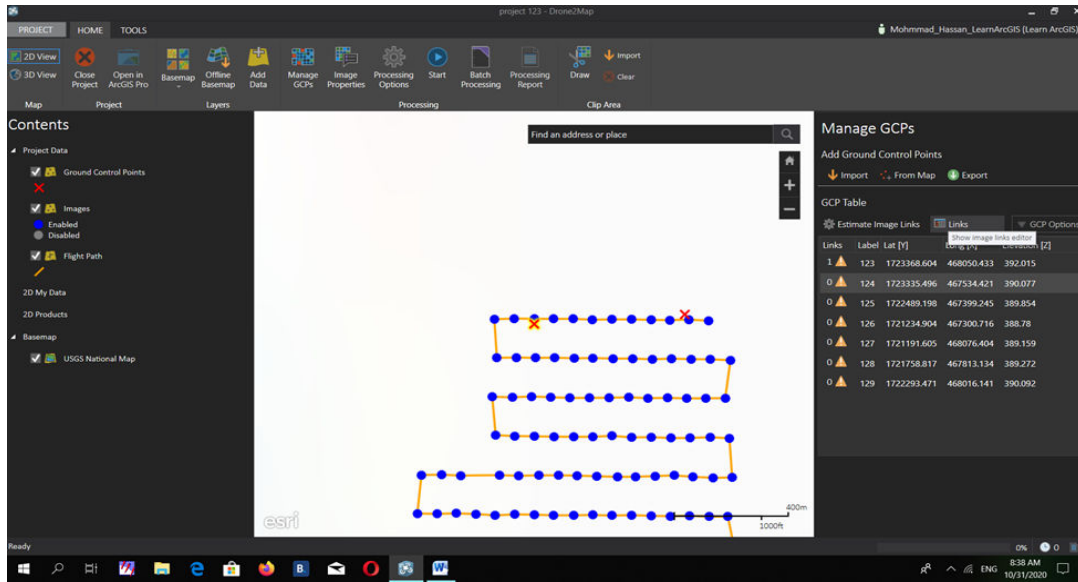 project 123 - Drone2Map
PROJECT HOME TOOLS
Mohmmad_Hassan_LearnArcGIS (Learn ArcGIS)
2D View
3D View
Close Project
Open in ArcGIS Pro
Basemap
Offline Basemap
Add Data
Manage GCPs
Image Properties
Processing Options
Start
Batch Processing
Processing Report
Draw
Import
Clear
Map Project Layers Processing Clip Area
Contents
Project Data
Ground Control Points
Images
Enabled
Disabled
Flight Path
2D My Data
2D Products
Basemap
USGS National Map
Find an address or place
esri
400m
1000ft
Manage GCPs
Add Ground Control Points
Import From Map Export
GCP Table
Estimate Image Links Links GCP Options
Show image links editor
Links Label Lat [Y] [Z]
1 123 1723368.604 468050.433 392.015
0 124 1723335.496 467534.421 390.077
0 125 1722489.198 467399.245 389.854
0 126 1721234.904 467300.716 388.78
0 127 1721191.605 468076.404 389.159
0 128 1721758.817 467813.134 389.272
0 129 1722293.471 468016.141 390.092
Ready
0% 0
B W
ENG
8:38 AM
10/31/2020